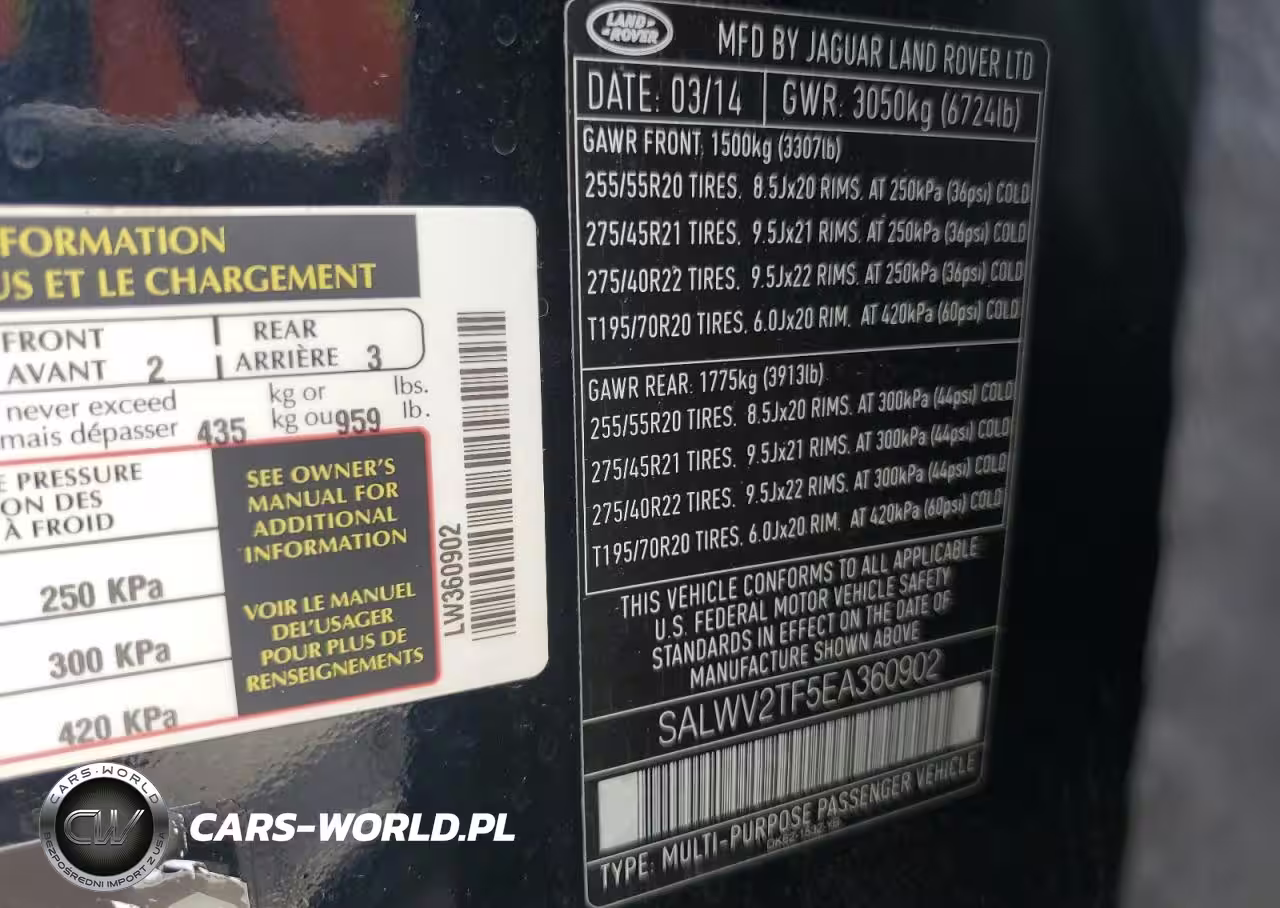 FORMATION
US ET LE CHARGEMENT
FRONT
AVANT 2
REAR
ARRIÈRE 3
never exceed
mais dépasser 435 kg or
kg ou 959 lbs.
lb.
E PRESSURE
ON DES
À FROID
250 KPa
300 KPa
420 KPa
SEE OWNER'S
MANUAL FOR
ADDITIONAL
INFORMATION
VOIR LE MANUEL
DEL'USAGER
POUR PLUS DE
RENSEIGNEMENTS
LW360902
LAND
ROVER
MFD BY JAGUAR LAND ROVER LTD
DATE: 03/14 GWR: 3050kg (6724lb)
GAWR FRONT: 1500kg (3307lb)
255/55R20 TIRES. 8.5Jx20 RIMS. AT 250kPa (36psi) COLD
275/45R21 TIRES. 9.5Jx21 RIMS. AT 250kPa (36psi) COLD
275/40R22 TIRES. 9.5Jx22 RIMS. AT 250kPa (36psi) COLD
T195/70R20 TIRES. 6.0Jx20 RIM. AT 420kPa (60psi) COLD
GAWR REAR: 1775kg (3913lb)
255/55R20 TIRES. 8.5Jx20 RIMS. AT 300kPa (44psi) COLD
275/45R21 TIRES. 9.5Jx21 RIMS. AT 300kPa (44psi) COLD
275/40R22 TIRES. 9.5Jx22 RIMS. AT 300kPa (44psi) COLD
T195/70R20 TIRES. 6.0Jx20 RIM. AT 420kPa (60psi) COLD
THIS VEHICLE CONFORMS TO ALL APPLICABLE
U.S. FEDERAL MOTOR VEHICLE SAFETY
STANDARDS IN EFFECT ON THE DATE OF
MANUFACTURE SHOWN ABOVE
SALWV2TF5EA360902
TYPE: MULTI-PURPOSE PASSENGER VEHICLE
CARS-WORLD
CW
BEZPOŚREDNI IMPORT Z USA
CARS-WORLD.PL